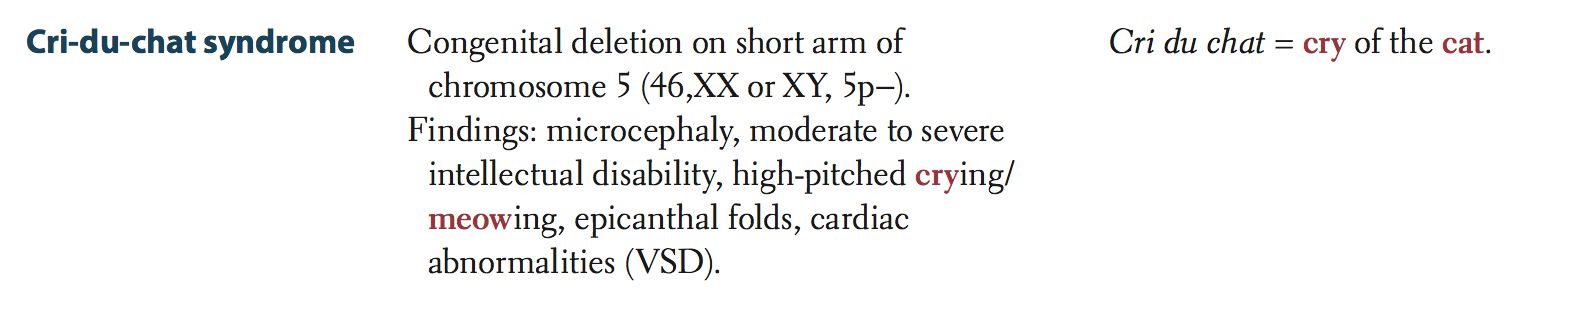 Cri-du-chat syndrome
Congenital deletion on short arm of
chromosome 5 (46,XX or XY, 5p−).
Findings: microcephaly, moderate to severe
intellectual disability, high-pitched crying/
meowing, epicanthal folds, cardiac
abnormalities (VSD).
Cri du chat = cry of the cat.